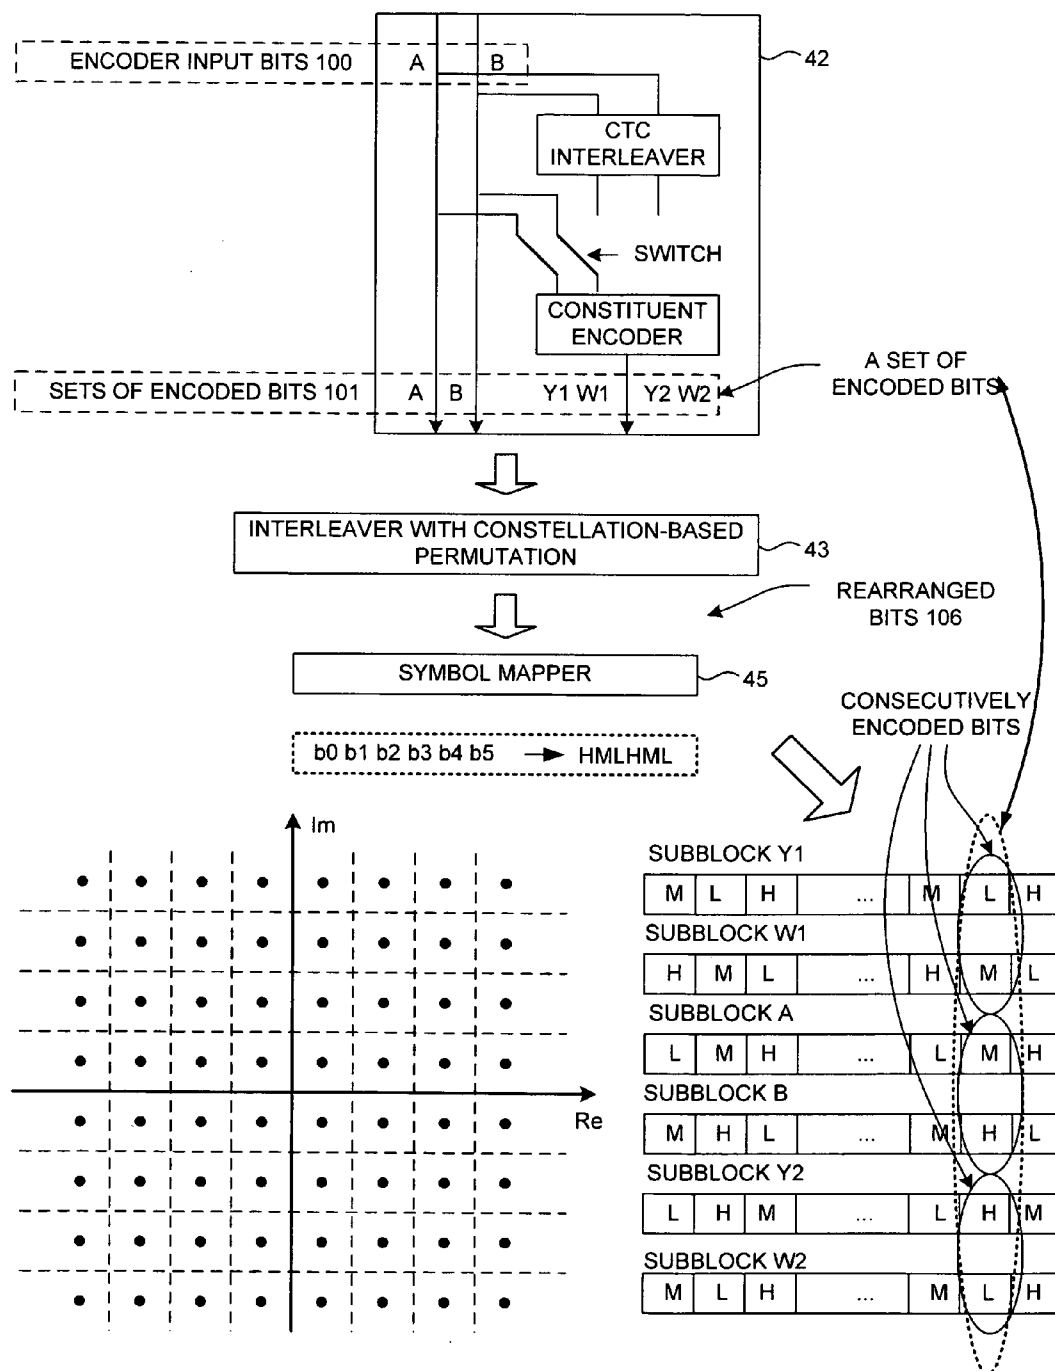 ENCODER INPUT BITS 100 A B
42
CTC
INTERLEAVER
SWITCH
CONSTITUENT
ENCODER
SETS OF ENCODED BITS 101 A B Y1 W1 Y2 W2
A SET OF
ENCODED BITS
INTERLEAVER WITH CONSTELLATION-BASED
PERMUTATION
43
REARRANGED
BITS 106
SYMBOL MAPPER
45
CONSECUTIVELY
ENCODED BITS
b0 b1 b2 b3 b4 b5 HMLHML
Im
Re
SUBBLOCK Y1
M L H ... M L H
SUBBLOCK W1
H M L ... H M L
SUBBLOCK A
L M H ... L M H
SUBBLOCK B
M H L ... M H L
SUBBLOCK Y2
L H M ... L H M
SUBBLOCK W2
M L H ... M L H